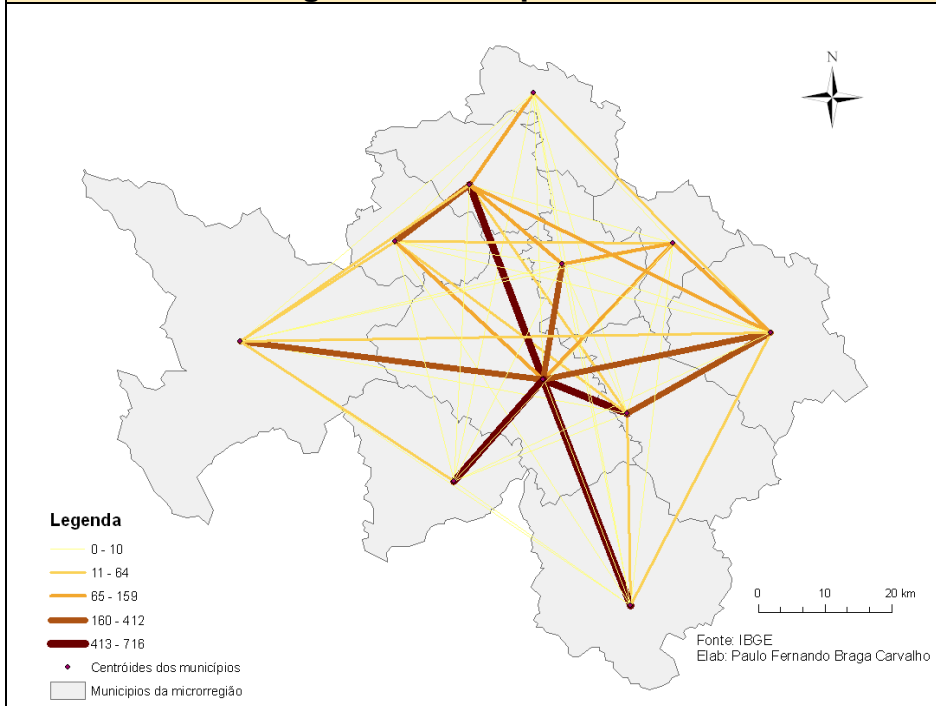 N
Legenda
0 - 10
11 - 64
65 - 159
160 - 412
413 - 716
Centróides dos municípios
Municipios da microrregião
0 10 20 km
Fonte: IBGE
Elab: Paulo Fernando Braga Carvalho